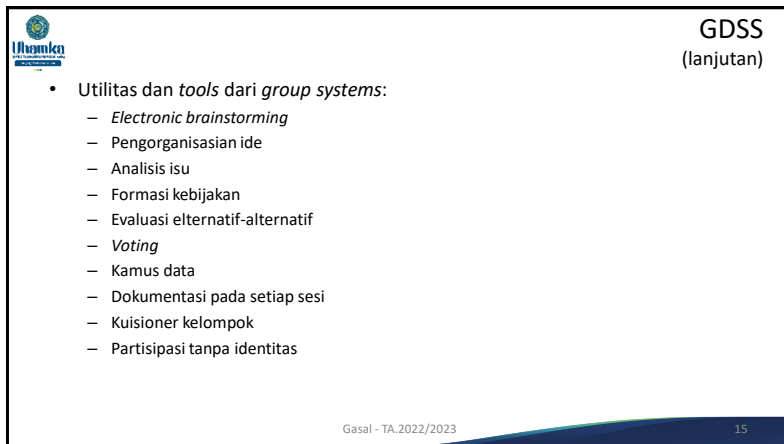 Uhamka
GDSS
(lanjutan)
• Utilitas dan tools dari group systems:
– Electronic brainstorming
– Pengorganisasian ide
– Analisis isu
– Formasi kebijakan
– Evaluasi elternatif-alternatif
– Voting
– Kamus data
– Dokumentasi pada setiap sesi
– Kuisioner kelompok
– Partisipasi tanpa identitas
Gasal - TA.2022/2023
15